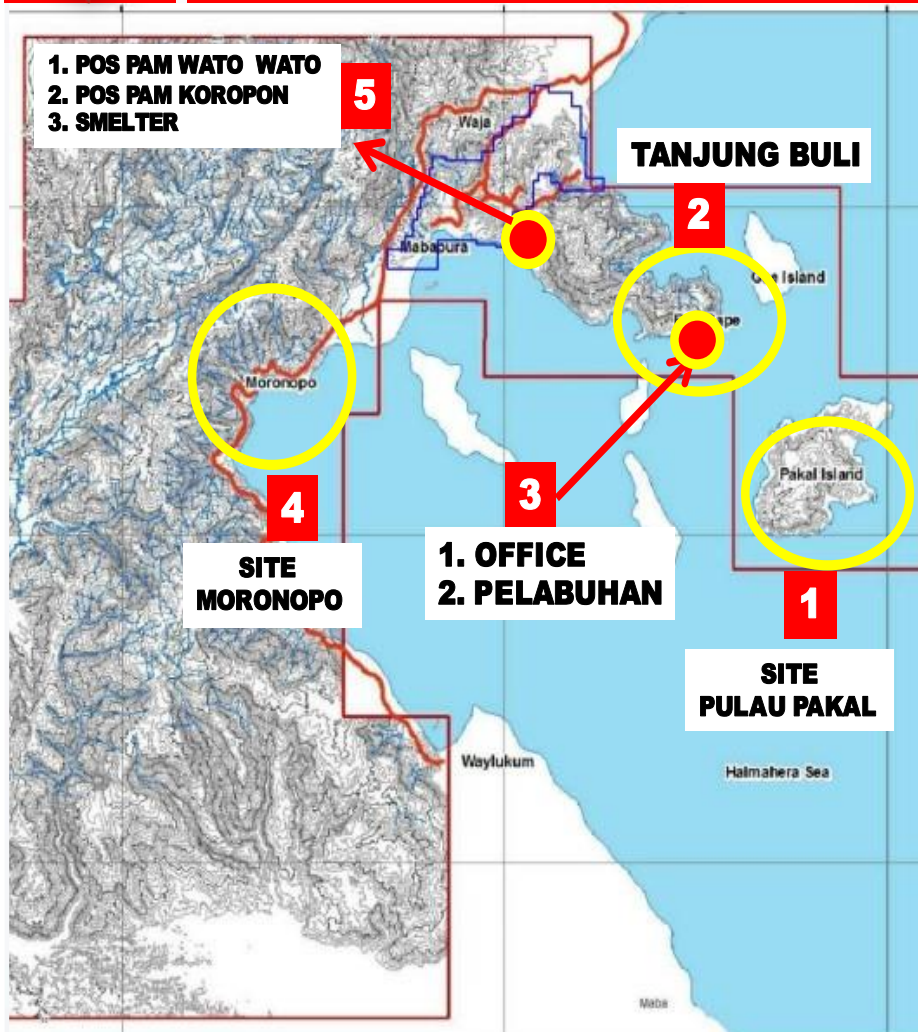 1. POS PAM WATO WATO
2. POS PAM KOROPON
3. SMELTER
5
Waja
TANJUNG BULI
2
Mabapura
Island
Moronopo
Pakal Island
4
SITE
MORONOPO
3
1. OFFICE
2. PELABUHAN
1
SITE
PULAU PAKAL
Waylukum
Halmahera Sea
Maba